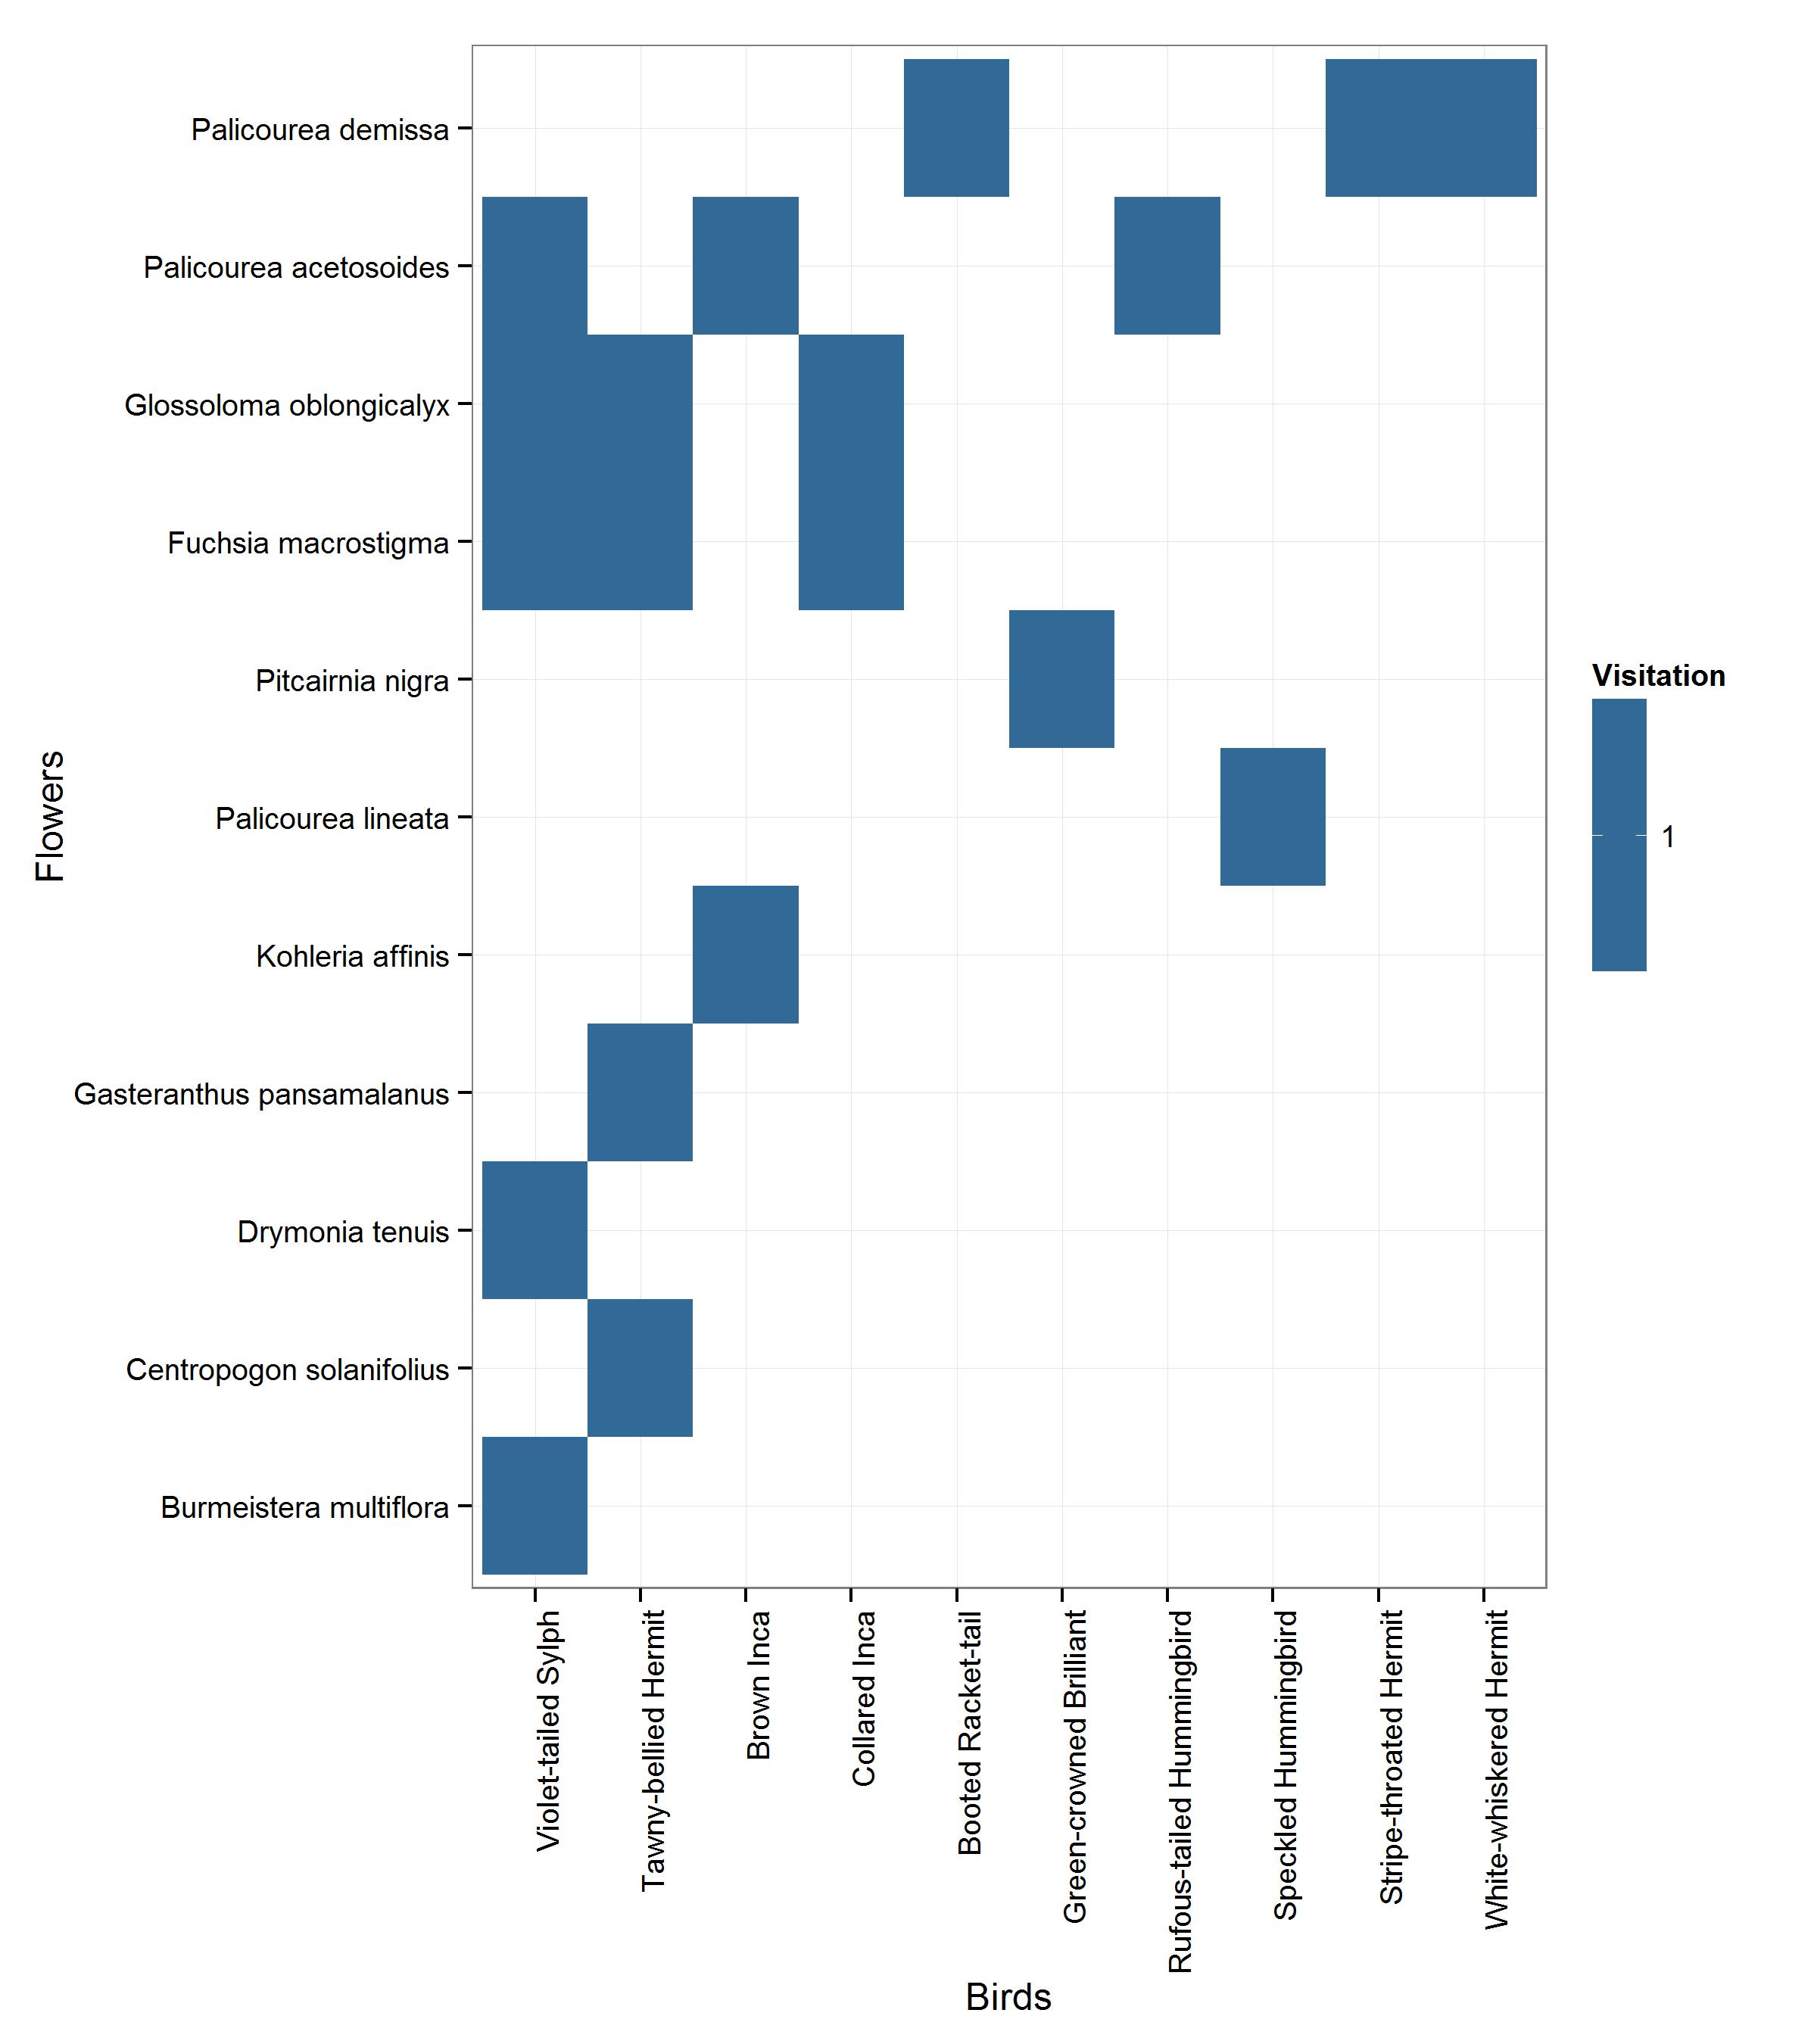 Palicourea demissa
Palicourea acetosoides
Glossoloma oblongicalyx
Fuchsia macrostigma
Pitcairnia nigra
Palicourea lineata
Kohleria affinis
Gasteranthus pansamalanus
Drymonia tenuis
Centropogon solanifolius
Burmeistera multiflora
Flowers
Violet-tailed Sylph
Tawny-bellied Hermit
Brown Inca
Collared Inca
Booted Racket-tail
Green-crowned Brilliant
Rufous-tailed Hummingbird
Speckled Hummingbird
Stripe-throated Hermit
White-whiskered Hermit
Birds
Visitation
1